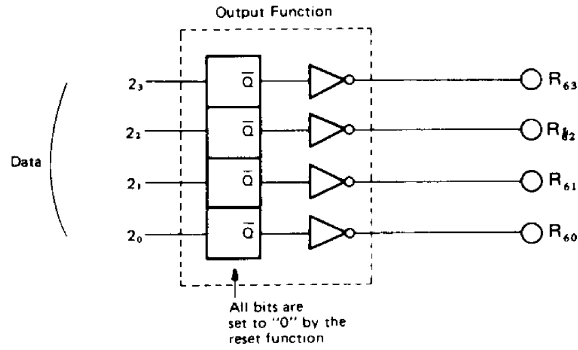 Output Function
2₃ Q̅ R₆₃
2₂ Q̅ R₆₂
Data
2₁ Q̅ R₆₁
2₀ Q̅ R₆₀
All bits are
set to "0" by the
reset function